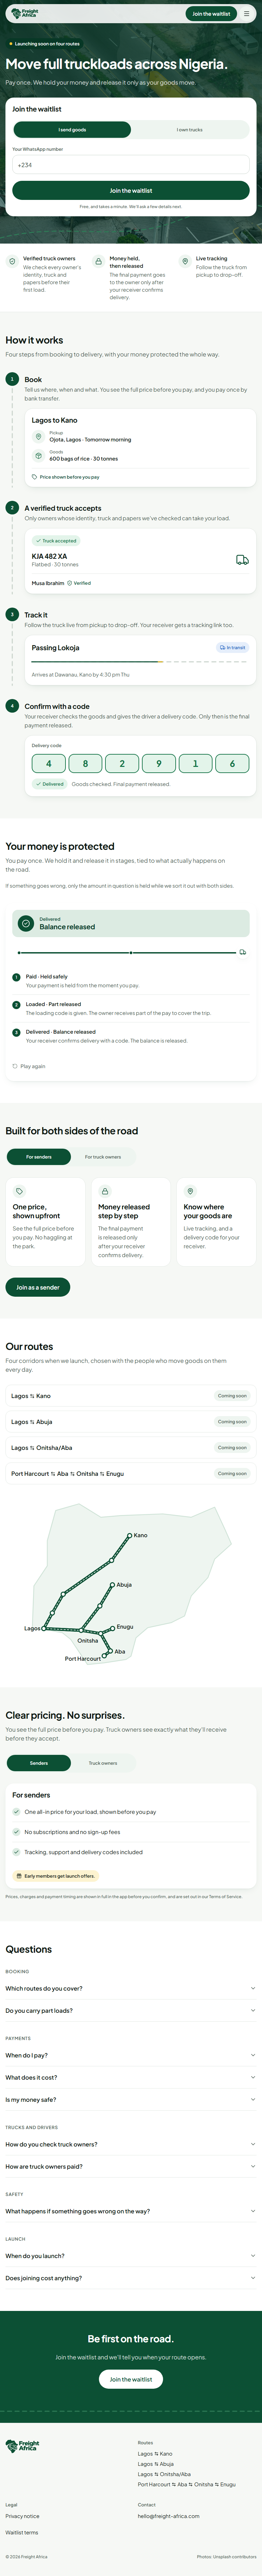 Freight
Africa
Join the waitlist
Launching soon on four routes
Move full truckloads across Nigeria.
Pay once. We hold your money and release it only as your goods move.
Join the waitlist
I send goods
I own trucks
Your WhatsApp number
+234
Join the waitlist
Free, and takes a minute. We'll ask a few details next.
Verified truck owners
We check every owner's
identity, truck and
papers before their
first load.
Money held,
then released
The final payment goes
to the owner only after
your receiver confirms
delivery.
Live tracking
Follow the truck from
pickup to drop-off.
How it works
Four steps from booking to delivery, with your money protected the whole way.
1
Book
Tell us where, when and what. You see the full price before you pay, and you pay once by
bank transfer.
Lagos to Kano
Pickup
Ojota, Lagos · Tomorrow morning
Goods
600 bags of rice · 30 tonnes
Price shown before you pay
2
A verified truck accepts
Only owners whose identity, truck and papers we've checked can take your load.
Truck accepted
KJA 482 XA
Flatbed · 30 tonnes
Musa Ibrahim
Verified
3
Track it
Follow the truck live from pickup to drop-off. Your receiver gets a tracking link too.
Passing Lokoja
In transit
Arrives at Dawanau, Kano by 4:30 pm Thu
4
Confirm with a code
Your receiver checks the goods and gives the driver a delivery code. Only then is the final
payment released.
Delivery code
4 8 2 9 1 6
Delivered
Goods checked. Final payment released.
Your money is protected
You pay once. We hold it and release it in stages, tied to what actually happens on
the road.
If something goes wrong, only the amount in question is held while we sort it out with both sides.
Delivered
Balance released
1
Paid · Held safely
Your payment is held from the moment you pay.
2
Loaded · Part released
The loading code is given. The owner receives part of the pay to cover the trip.
3
Delivered · Balance released
Your receiver confirms delivery with a code. The balance is released.
Play again
Built for both sides of the road
For senders
For truck owners
One price,
shown upfront
See the full price before
you pay. No haggling at
the park.
Money released
step by step
The final payment
is released only
after your receiver
confirms delivery.
Know where
your goods are
Live tracking, and a
delivery code for your
receiver.
Join as a sender
Our routes
Four corridors when we launch, chosen with the people who move goods on them
every day.
Lagos ⇆ Kano
Coming soon
Lagos ⇆ Abuja
Coming soon
Lagos ⇆ Onitsha/Aba
Coming soon
Port Harcourt ⇆ Aba ⇆ Onitsha ⇆ Enugu
Coming soon
Kano
Abuja
Lagos
Enugu
Onitsha
Aba
Port Harcourt
Clear pricing. No surprises.
You see the full price before you pay. Truck owners see exactly what they'll receive
before they accept.
Senders
Truck owners
For senders
One all-in price for your load, shown before you pay
No subscriptions and no sign-up fees
Tracking, support and delivery codes included
Early members get launch offers.
Prices, charges and payment timing are shown in full in the app before you confirm, and are set out in our Terms of Service.
Questions
BOOKING
Which routes do you cover?
Do you carry part loads?
PAYMENTS
When do I pay?
What does it cost?
Is my money safe?
TRUCKS AND DRIVERS
How do you check truck owners?
How are truck owners paid?
SAFETY
What happens if something goes wrong on the way?
LAUNCH
When do you launch?
Does joining cost anything?
Be first on the road.
Join the waitlist and we'll tell you when your route opens.
Join the waitlist
Freight
Africa
Routes
Lagos ⇆ Kano
Lagos ⇆ Abuja
Lagos ⇆ Onitsha/Aba
Port Harcourt ⇆ Aba ⇆ Onitsha ⇆ Enugu
Legal
Privacy notice
Waitlist terms
Contact
hello@freight-africa.com
© 2026 Freight Africa
Photos: Unsplash contributors